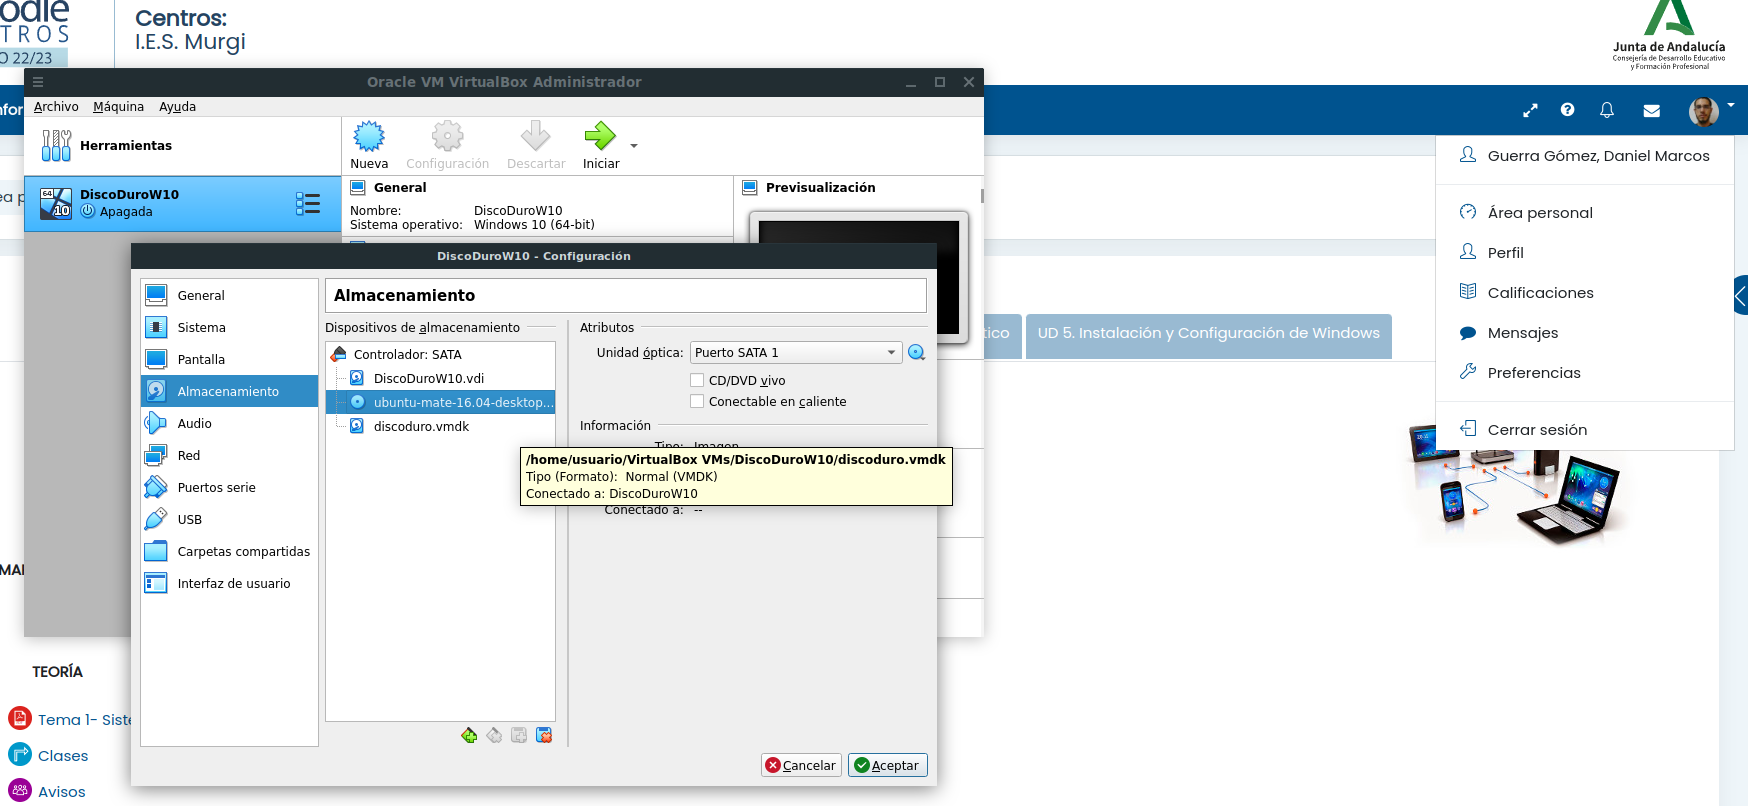 odle
TROS
O 22/23
Centros:
I.E.S. Murgi
Junta de Andalucía
Consejería de Desarrollo Educativo
y Formación Profesional
nfor
Oracle VM VirtualBox Administrador
Archivo Máquina Ayuda
Herramientas
Nueva Configuración Descartar Iniciar
64
10
DiscoDuroW10
Apagada
General
Nombre: DiscoDuroW10
Sistema operativo: Windows 10 (64-bit)
Previsualización
ea p
Guerra Gómez, Daniel Marcos
Área personal
Perfil
Calificaciones
Mensajes
Preferencias
Cerrar sesión
tico
UD 5. Instalación y Configuración de Windows
DiscoDuroW10 - Configuración
General
Sistema
Pantalla
Almacenamiento
Audio
Red
Puertos serie
USB
Carpetas compartidas
Interfaz de usuario
Almacenamiento
Dispositivos de almacenamiento
Controlador: SATA
DiscoDuroW10.vdi
ubuntu-mate-16.04-desktop...
discoduro.vmdk
Atributos
Unidad óptica: Puerto SATA 1
CD/DVD vivo
Conectable en caliente
Información
Tipo: Imagen
/home/usuario/VirtualBox VMs/DiscoDuroW10/discoduro.vmdk
Tipo (Formato): Normal (VMDK)
Conectado a: DiscoDuroW10
Conectado a: --
Cancelar Aceptar
MAI
TEORÍA
Tema 1- Siste
Clases
Avisos